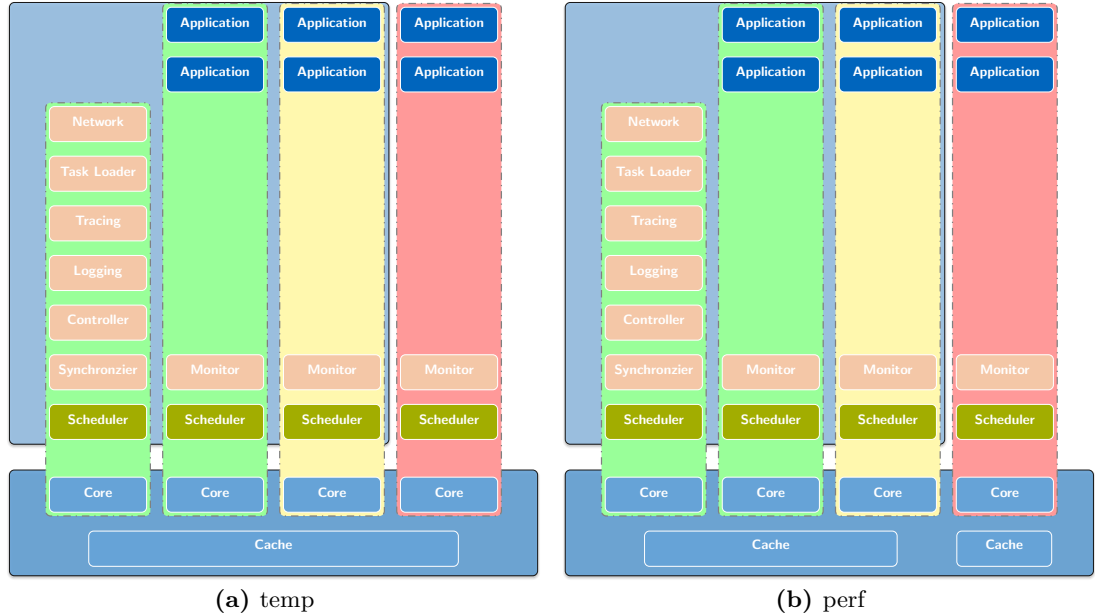 Application Application Application
Application Application Application
Network
Task Loader
Tracing
Logging
Controller
Synchronzier Monitor Monitor Monitor
Scheduler Scheduler Scheduler Scheduler
Core Core Core Core
Cache
(a) temp
Application Application Application
Application Application Application
Network
Task Loader
Tracing
Logging
Controller
Synchronzier Monitor Monitor Monitor
Scheduler Scheduler Scheduler Scheduler
Core Core Core Core
Cache Cache
(b) perf